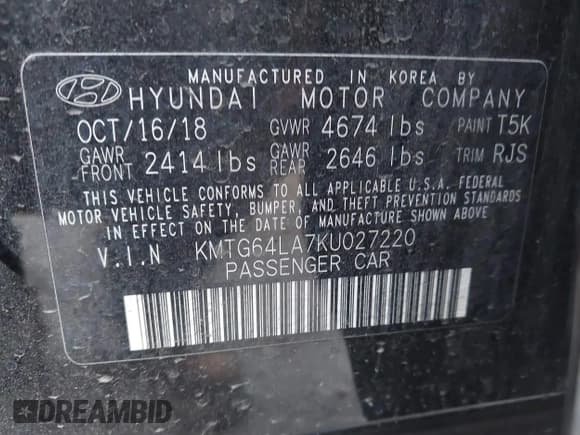 MANUFACTURED IN KOREA BY
HYUNDAI MOTOR COMPANY
OCT/16/18 GVWR 4674 lbs PAINT T5K
GAWR FRONT 2414 lbs GAWR REAR 2646 lbs TRIM RJS
THIS VEHICLE CONFORMS TO ALL APPLICABLE U.S.A. FEDERAL
MOTOR VEHICLE SAFETY, BUMPER, AND THEFT PREVENTION STANDARDS
IN EFFECT ON THE DATE OF MANUFACTURE SHOWN ABOVE
V.I.N KMTG64LA7KU027220
PASSENGER CAR
DREAMBID